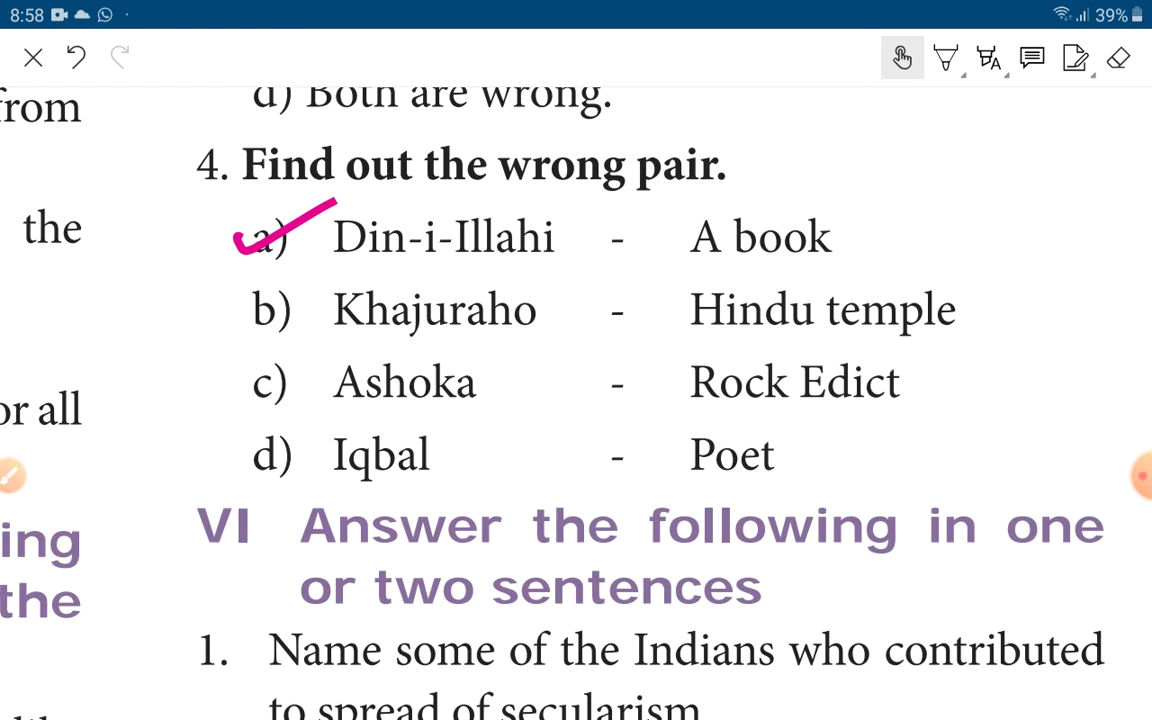 8:58
39%
from
d) Both are wrong.
4. Find out the wrong pair.
the
a) Din-i-Illahi - A book
b) Khajuraho - Hindu temple
c) Ashoka - Rock Edict
or all
d) Iqbal - Poet
ing
the
VI Answer the following in one
or two sentences
1. Name some of the Indians who contributed
to spread of secularism